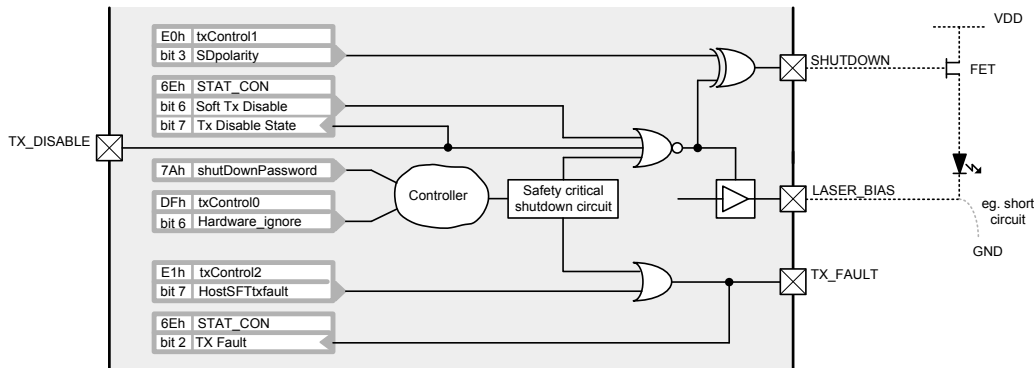 E0h txControl1
bit 3 SDpolarity
6Eh STAT_CON
bit 6 Soft Tx Disable
bit 7 Tx Disable State
TX_DISABLE
7Ah shutDownPassword
DFh txControl0
bit 6 Hardware_ignore
Controller
Safety critical
shutdown circuit
E1h txControl2
bit 7 HostSFTtxfault
6Eh STAT_CON
bit 2 TX Fault
SHUTDOWN
LASER_BIAS
TX_FAULT
VDD
FET
eg. short
circuit
GND